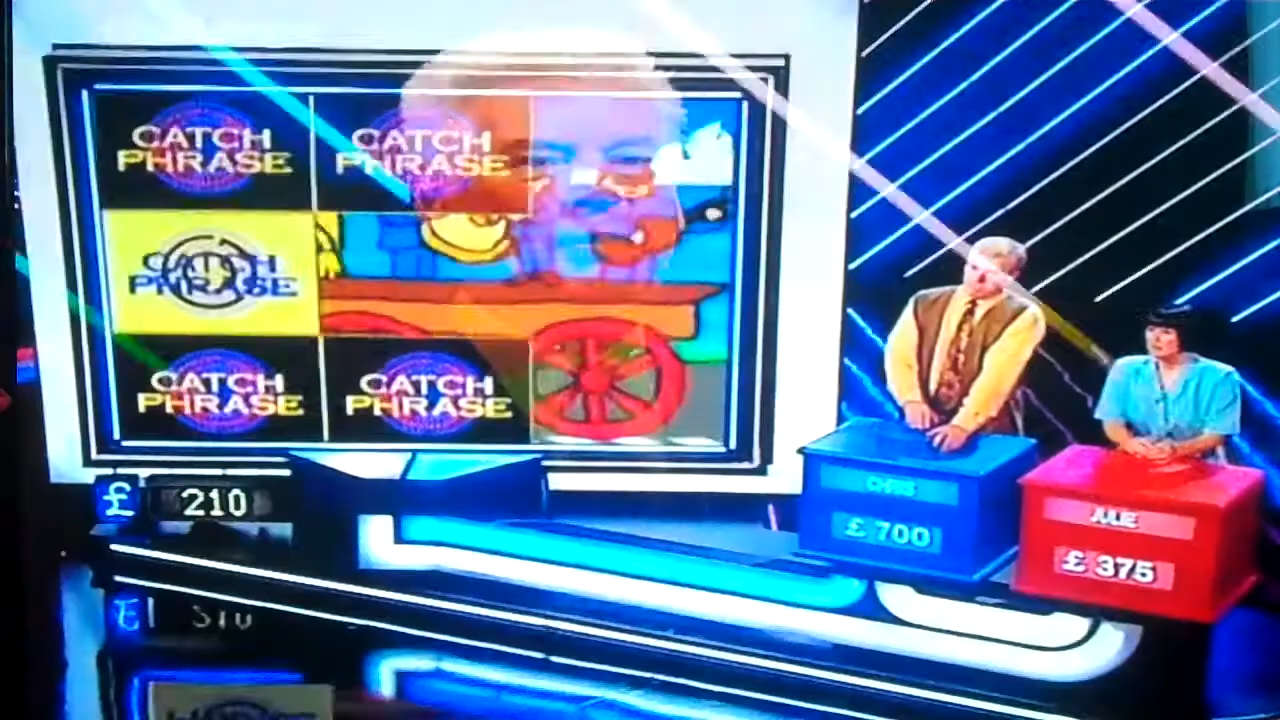 CATCH
PHRASE
CATCH
PHRASE
CATCH
PHRASE
CATCH
PHRASE
CATCH
PHRASE
£ 210
CHRIS
£ 700
JULIE
£ 375